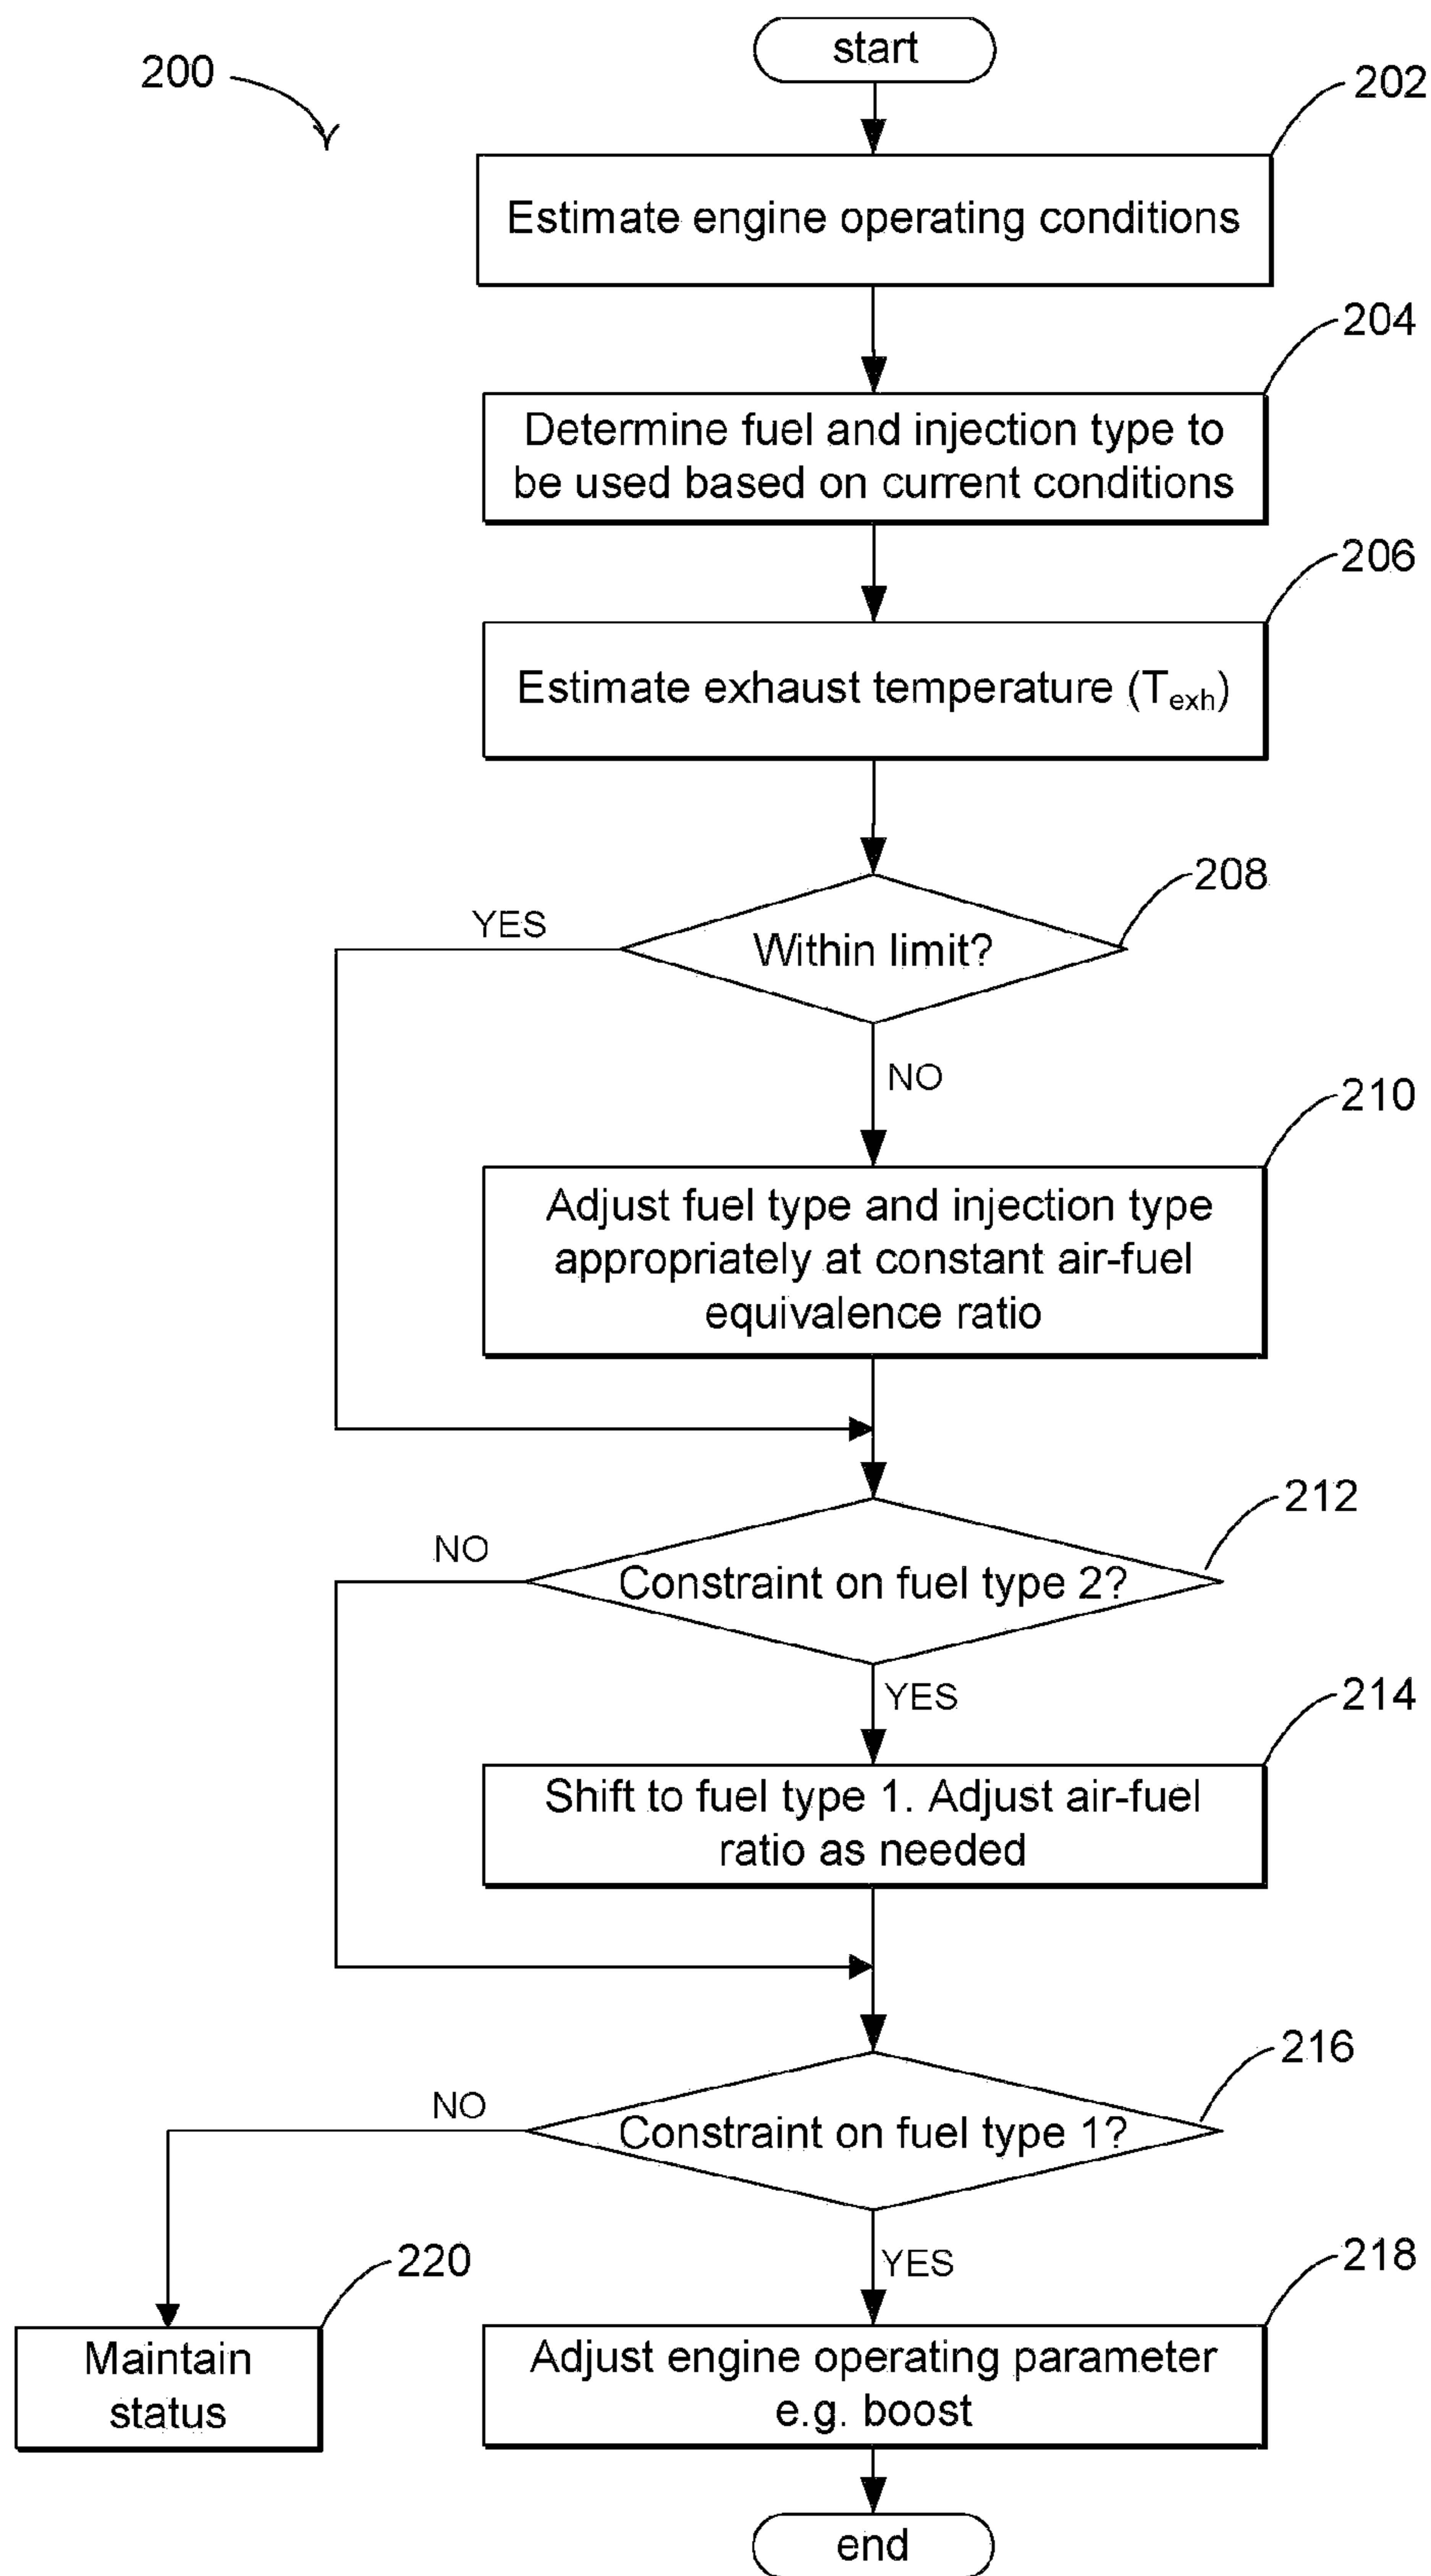 start
200
202
Estimate engine operating conditions
204
Determine fuel and injection type to
be used based on current conditions
206
Estimate exhaust temperature (Texh)
208
YES
Within limit?
NO
210
Adjust fuel type and injection type
appropriately at constant air-fuel
equivalence ratio
212
NO
Constraint on fuel type 2?
YES
214
Shift to fuel type 1. Adjust air-fuel
ratio as needed
216
NO
Constraint on fuel type 1?
YES
218
220
Maintain
status
Adjust engine operating parameter
e.g. boost
end